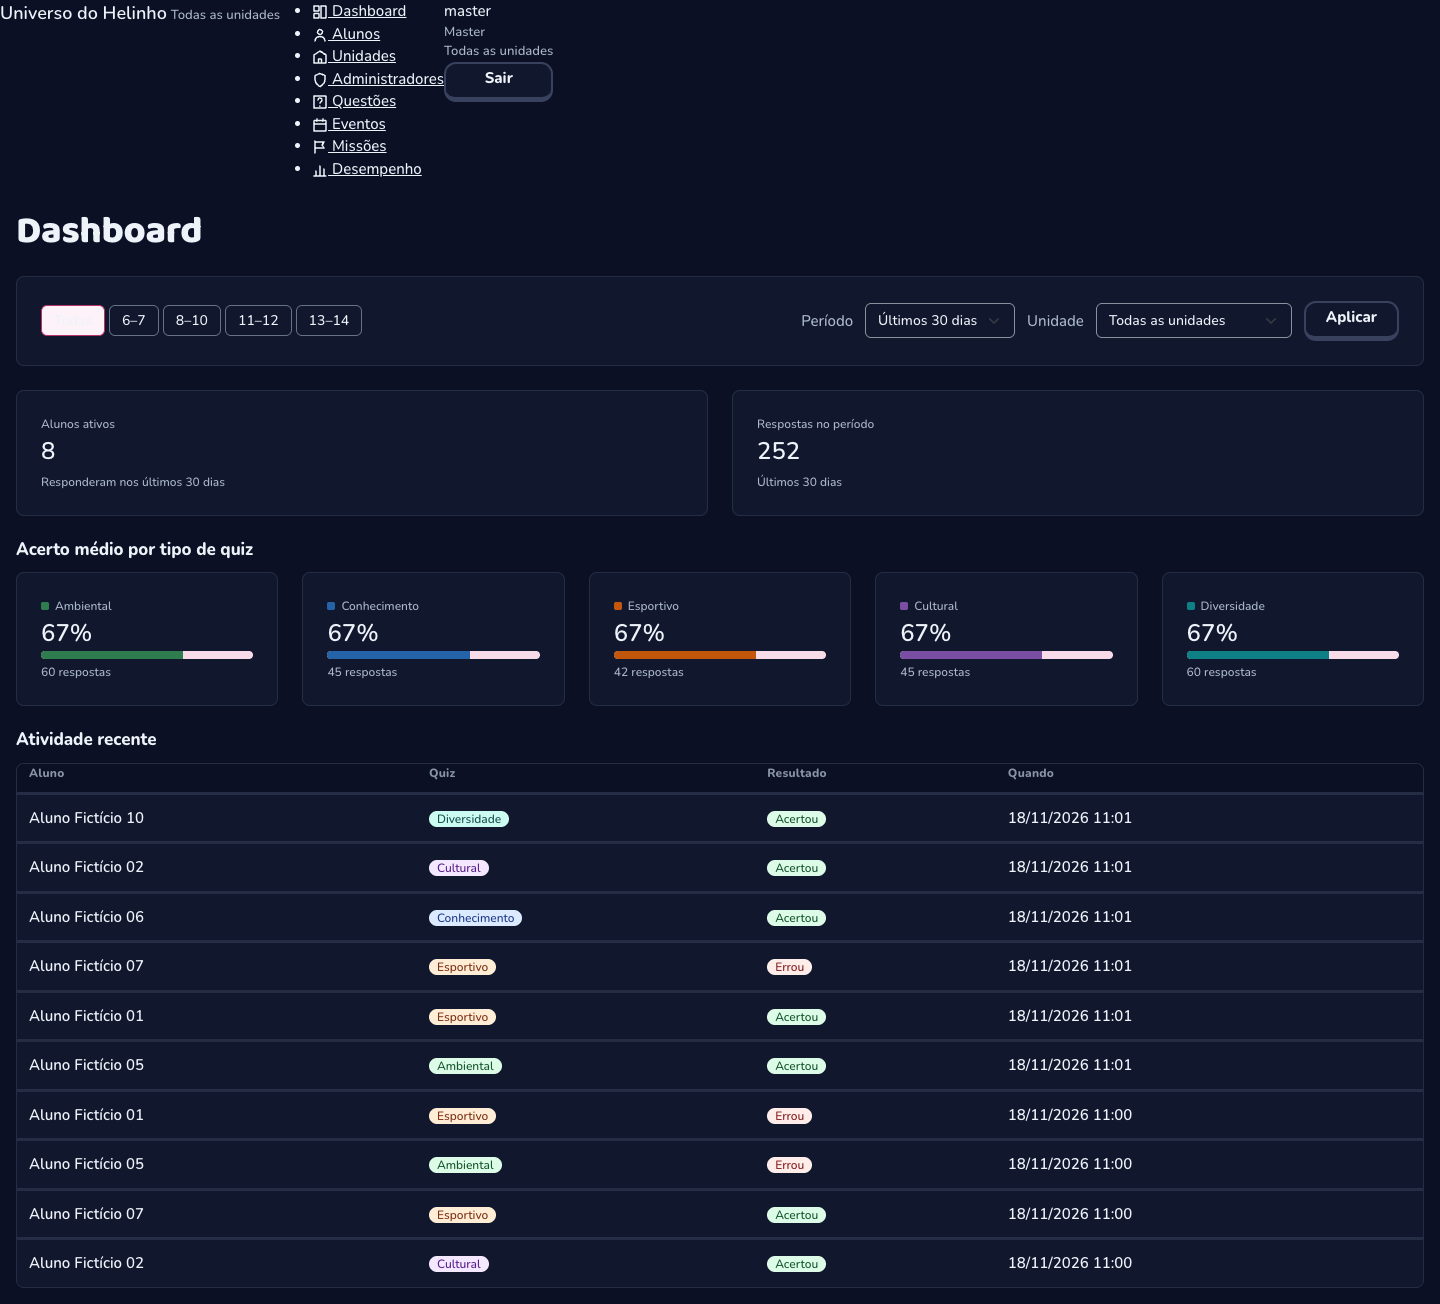 Universo do Helinho Todas as unidades
Dashboard
Alunos
Unidades
Administradores
Questões
Eventos
Missões
Desempenho
master
Master
Todas as unidades
Sair
Dashboard
6–7 8–10 11–12 13–14 Período Últimos 30 dias Unidade Todas as unidades Aplicar
Alunos ativos
8
Responderam nos últimos 30 dias
Respostas no período
252
Últimos 30 dias
Acerto médio por tipo de quiz
Ambiental
67%
60 respostas
Conhecimento
67%
45 respostas
Esportivo
67%
42 respostas
Cultural
67%
45 respostas
Diversidade
67%
60 respostas
Atividade recente
Aluno Quiz Resultado Quando
Aluno Fictício 10 Diversidade Acertou 18/11/2026 11:01
Aluno Fictício 02 Cultural Acertou 18/11/2026 11:01
Aluno Fictício 06 Conhecimento Acertou 18/11/2026 11:01
Aluno Fictício 07 Esportivo Errou 18/11/2026 11:01
Aluno Fictício 01 Esportivo Acertou 18/11/2026 11:01
Aluno Fictício 05 Ambiental Acertou 18/11/2026 11:01
Aluno Fictício 01 Esportivo Errou 18/11/2026 11:00
Aluno Fictício 05 Ambiental Errou 18/11/2026 11:00
Aluno Fictício 07 Esportivo Acertou 18/11/2026 11:00
Aluno Fictício 02 Cultural Acertou 18/11/2026 11:00